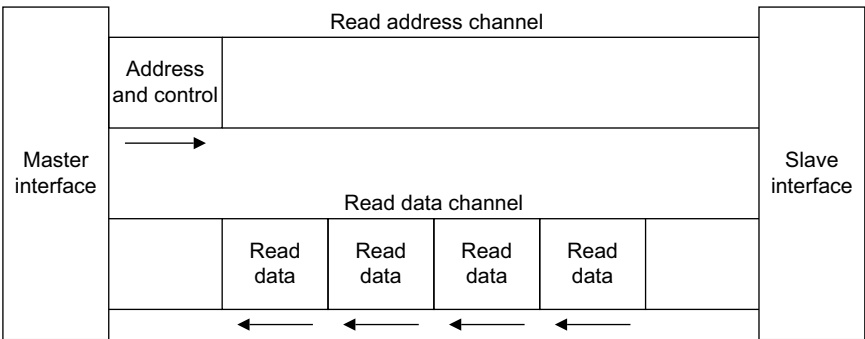 Read address channel
Address
and control
Master
interface
Slave
interface
Read data channel
Read
data
Read
data
Read
data
Read
data